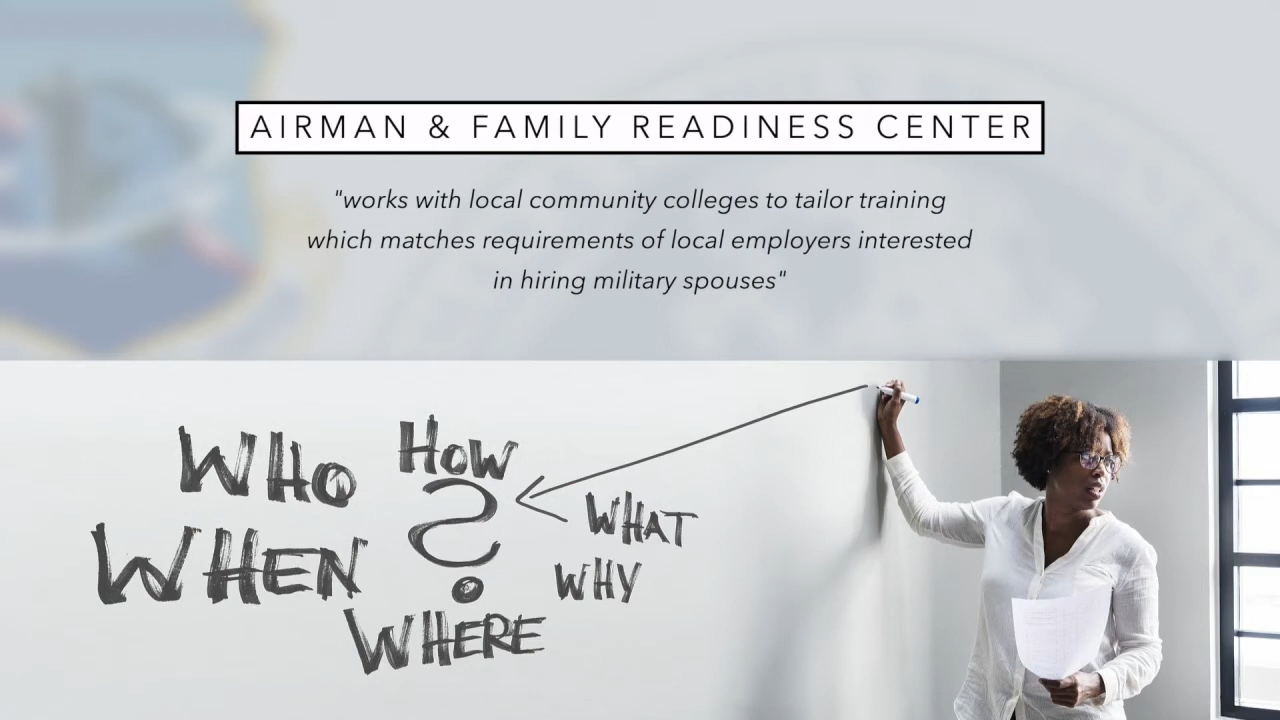 AIRMAN & FAMILY READINESS CENTER
"works with local community colleges to tailor training
which matches requirements of local employers interested
in hiring military spouses"
WHO
HOW
?
WHAT
WHEN
WHY
WHERE